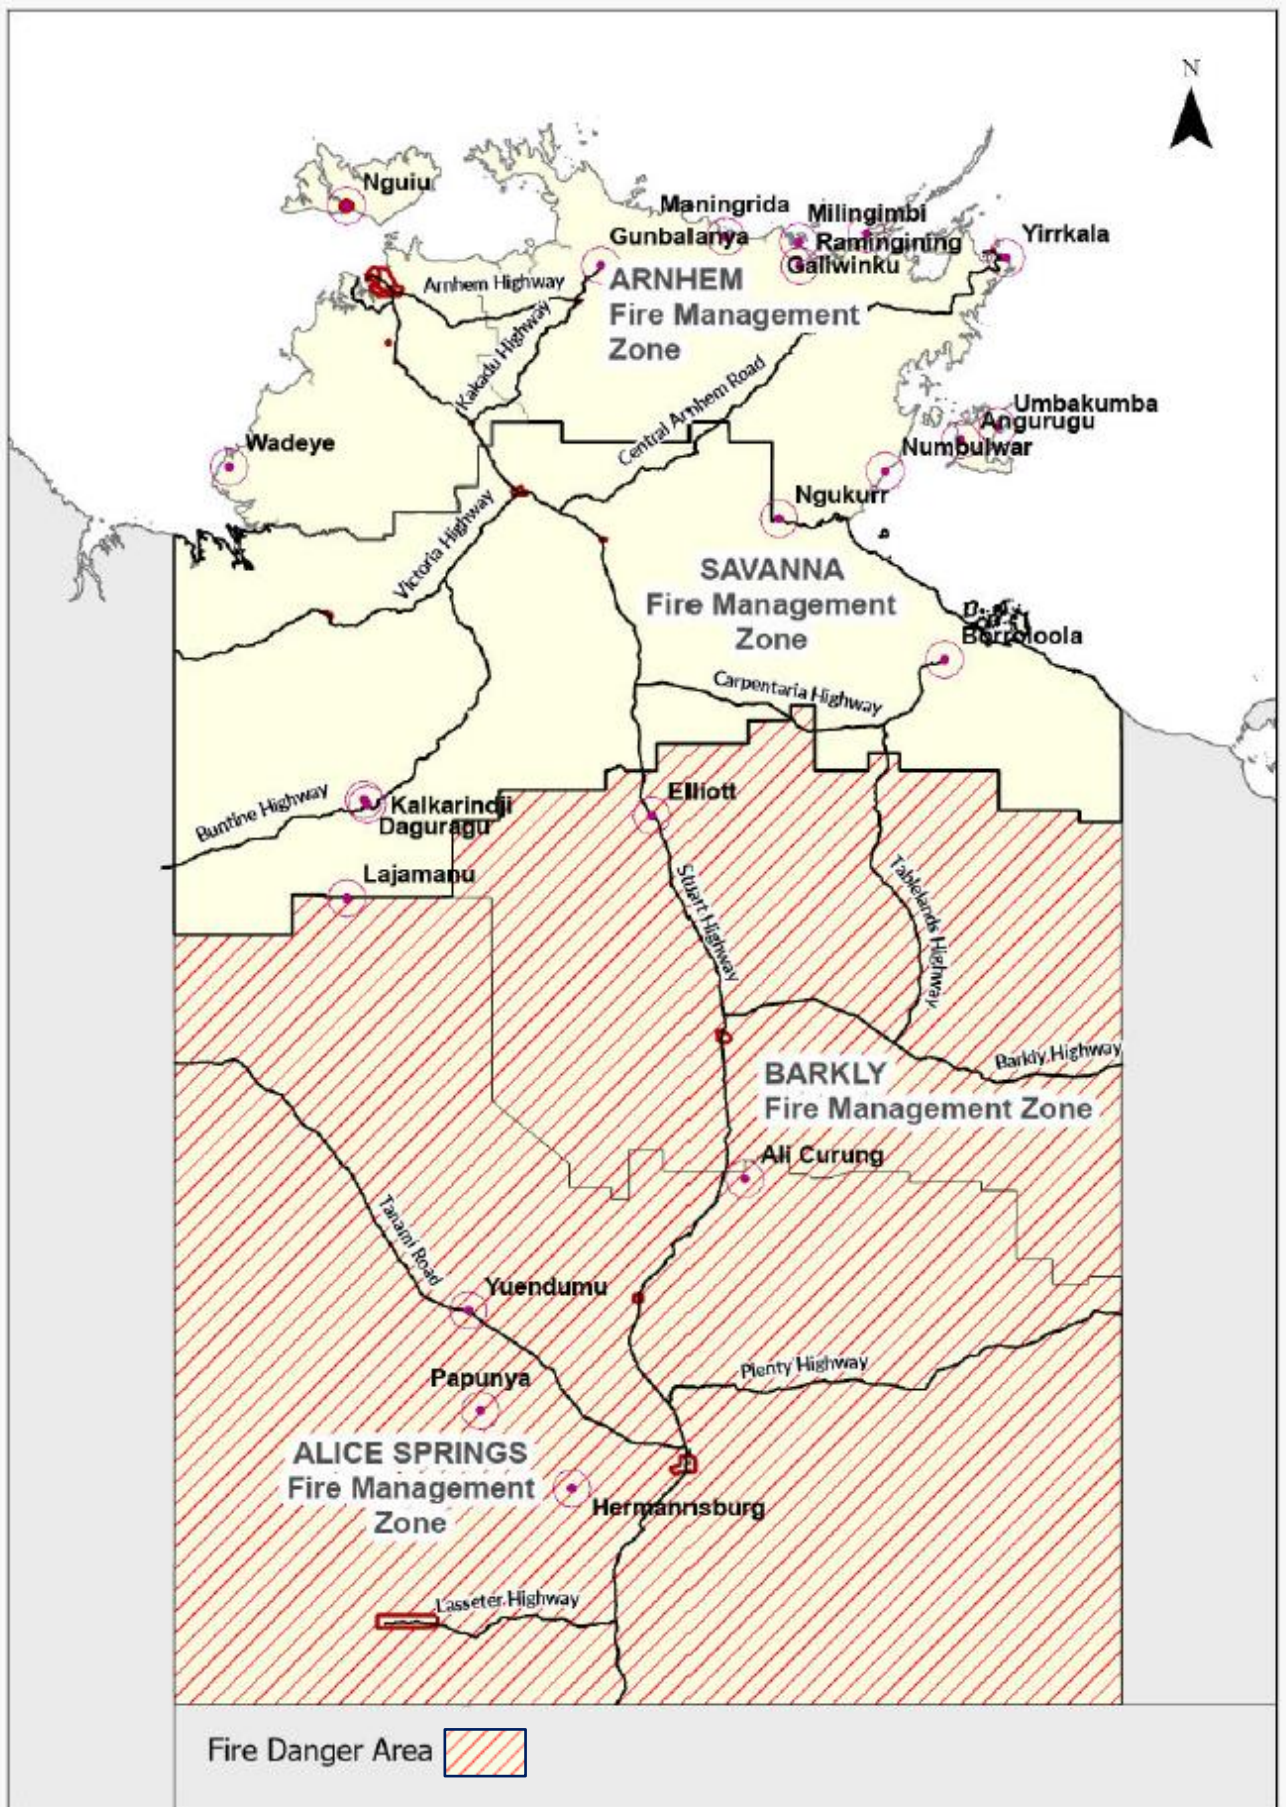 N
Nguiu
Maningrida
Milingimbi
Gunbalanya
Ramingining
Yirrkala
Galiwinku
Arnhem Highway
ARNHEM
Fire Management
Zone
Kakadu Highway
Central Arnhem Road
Umbakumba
Angurugu
Numbulwar
Wadeye
Ngukurr
Victoria Highway
SAVANNA
Fire Management
Zone
Borroloola
Carpentaria Highway
Elliott
Buntine Highway
Kalkarindji
Daguragu
Lajamanu
Stuart Highway
Tablelands Highway
Barkly Highway
BARKLY
Fire Management Zone
Ali Curung
Tanami Road
Yuendumu
Plenty Highway
Papunya
ALICE SPRINGS
Fire Management
Zone
Hermannsburg
Lasseter Highway
Fire Danger Area